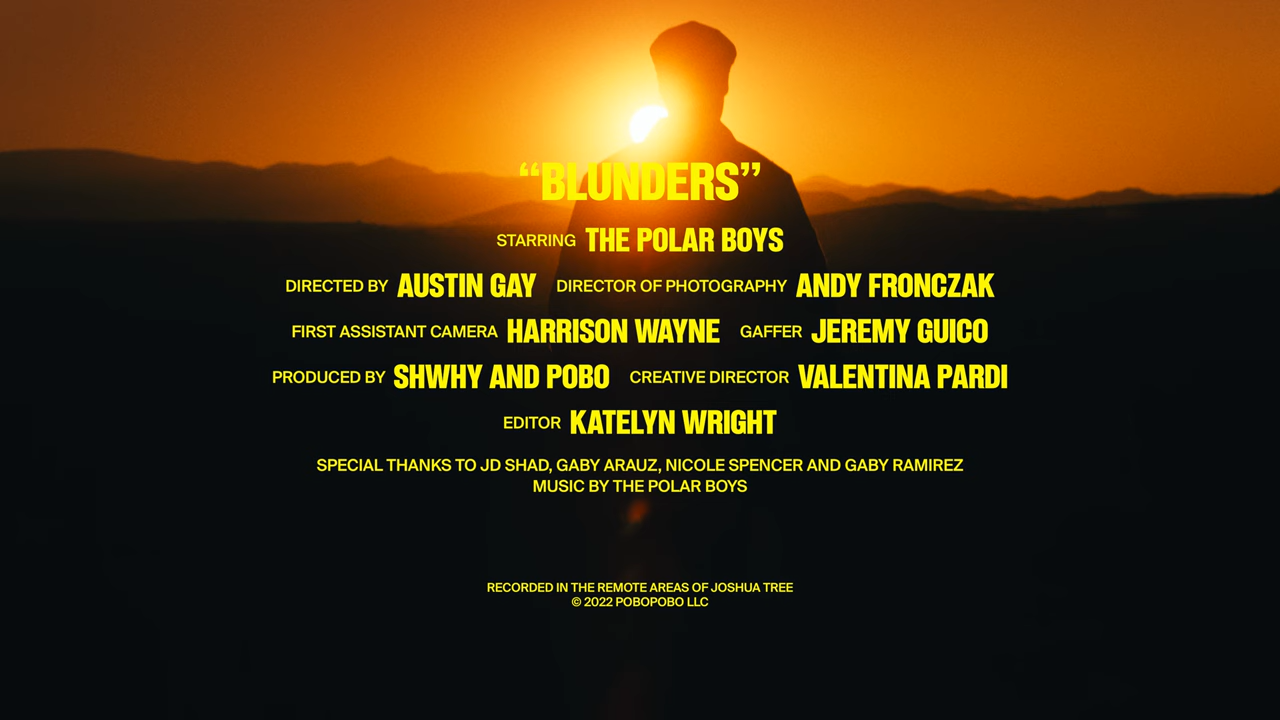 “BLUNDERS”
STARRING THE POLAR BOYS
DIRECTED BY AUSTIN GAY DIRECTOR OF PHOTOGRAPHY ANDY FRONCZAK
FIRST ASSISTANT CAMERA HARRISON WAYNE GAFFER JEREMY GUICO
PRODUCED BY SHWHY AND POBO CREATIVE DIRECTOR VALENTINA PARDI
EDITOR KATELYN WRIGHT
SPECIAL THANKS TO JD SHAD, GABY ARAUZ, NICOLE SPENCER AND GABY RAMIREZ
MUSIC BY THE POLAR BOYS
RECORDED IN THE REMOTE AREAS OF JOSHUA TREE
© 2022 POBOPOBO LLC